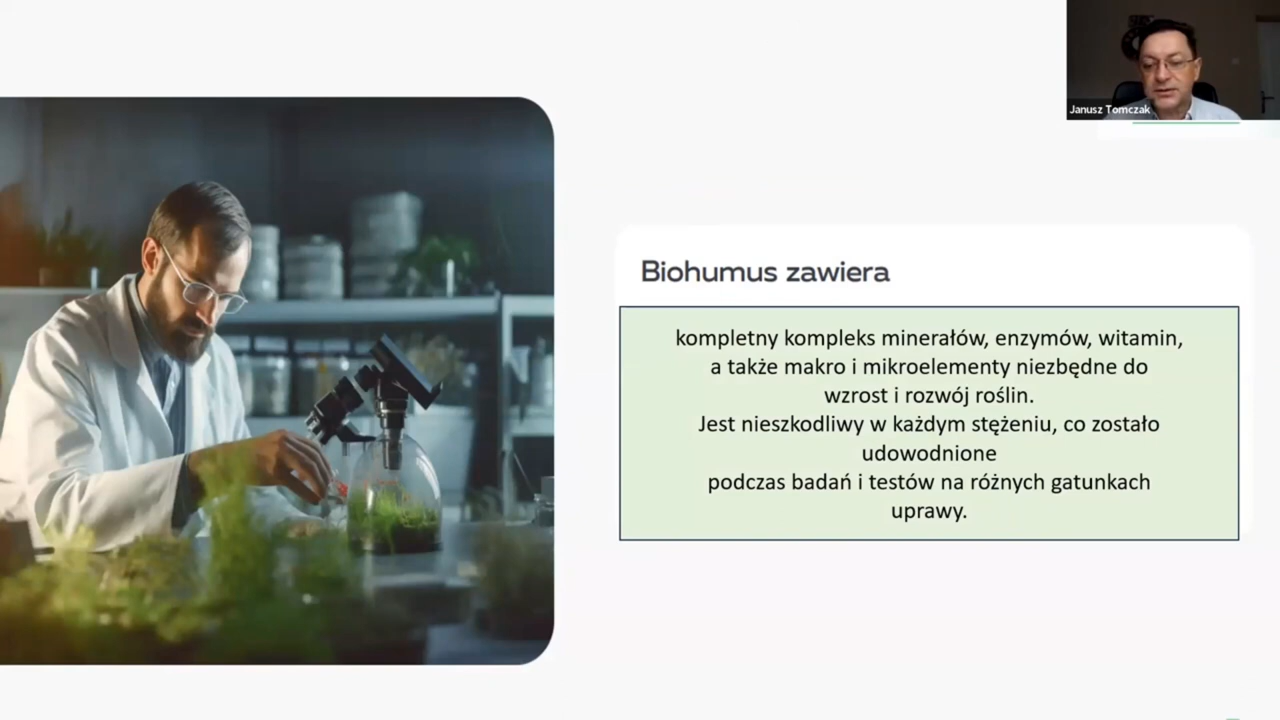 Janusz Tomczak
Biohumus zawiera
kompletny kompleks minerałów, enzymów, witamin,
a także makro i mikroelementy niezbędne do
wzrost i rozwój roślin.
Jest nieszkodliwy w każdym stężeniu, co zostało
udowodnione
podczas badań i testów na różnych gatunkach
uprawy.